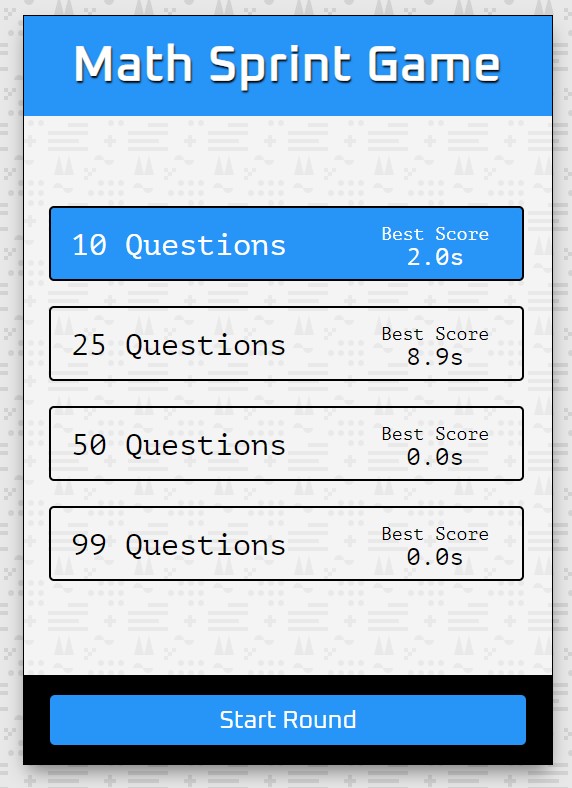 Math Sprint Game
10 Questions
Best Score
2.0s
25 Questions
Best Score
8.9s
50 Questions
Best Score
0.0s
99 Questions
Best Score
0.0s
Start Round